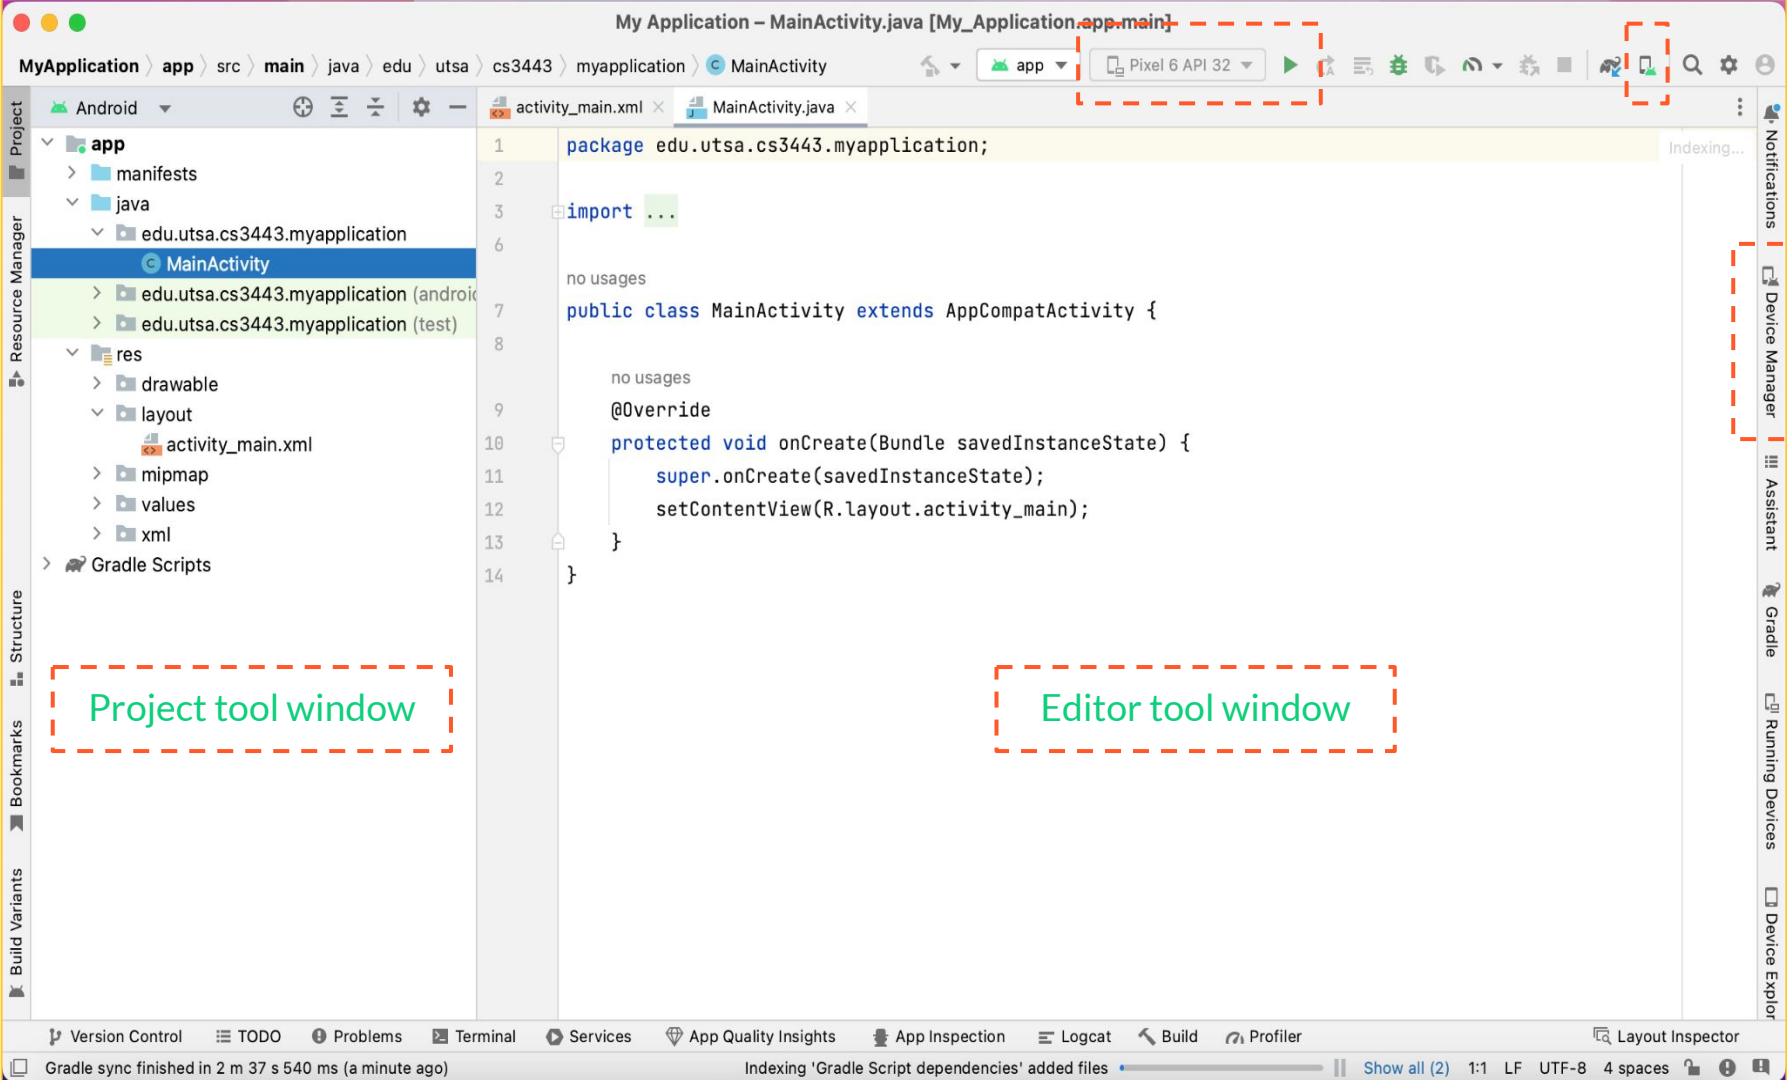 My Application – MainActivity.java [My_Application.app.main]
MyApplication app src main java edu utsa cs3443 myapplication MainActivity app Pixel 6 API 32
Android
activity_main.xml MainActivity.java
Project
Resource Manager
Structure
Bookmarks
Build Variants
app
manifests
java
edu.utsa.cs3443.myapplication
MainActivity
edu.utsa.cs3443.myapplication (androi
edu.utsa.cs3443.myapplication (test)
res
drawable
layout
activity_main.xml
mipmap
values
xml
Gradle Scripts
Project tool window
1 package edu.utsa.cs3443.myapplication;
Indexing...
2
3 import ...
6
no usages
7 public class MainActivity extends AppCompatActivity {
8
no usages
9 @Override
10 protected void onCreate(Bundle savedInstanceState) {
11 super.onCreate(savedInstanceState);
12 setContentView(R.layout.activity_main);
13 }
14 }
Editor tool window
Notifications
Device Manager
Assistant
Gradle
Running Devices
Device Explor
Version Control TODO Problems Terminal Services App Quality Insights App Inspection Logcat Build Profiler Layout Inspector
Gradle sync finished in 2 m 37 s 540 ms (a minute ago) Indexing 'Gradle Script dependencies' added files Show all (2) 1:1 LF UTF-8 4 spaces